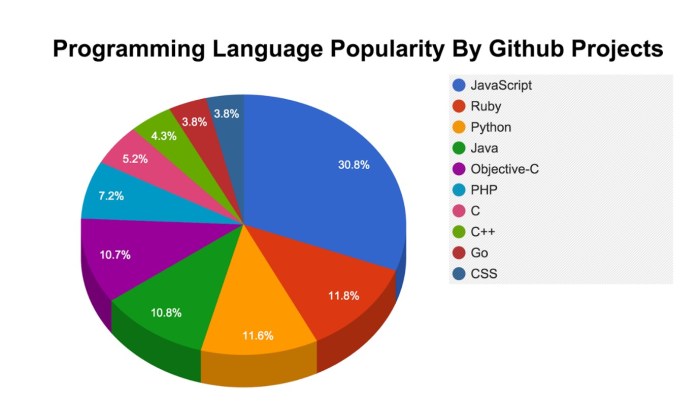 Programming Language Popularity By Github Projects
JavaScript
Ruby
Python
Java
Objective-C
PHP
C
C++
Go
CSS
30.8%
11.8%
11.6%
10.8%
10.7%
7.2%
5.2%
4.3%
3.8%
3.8%